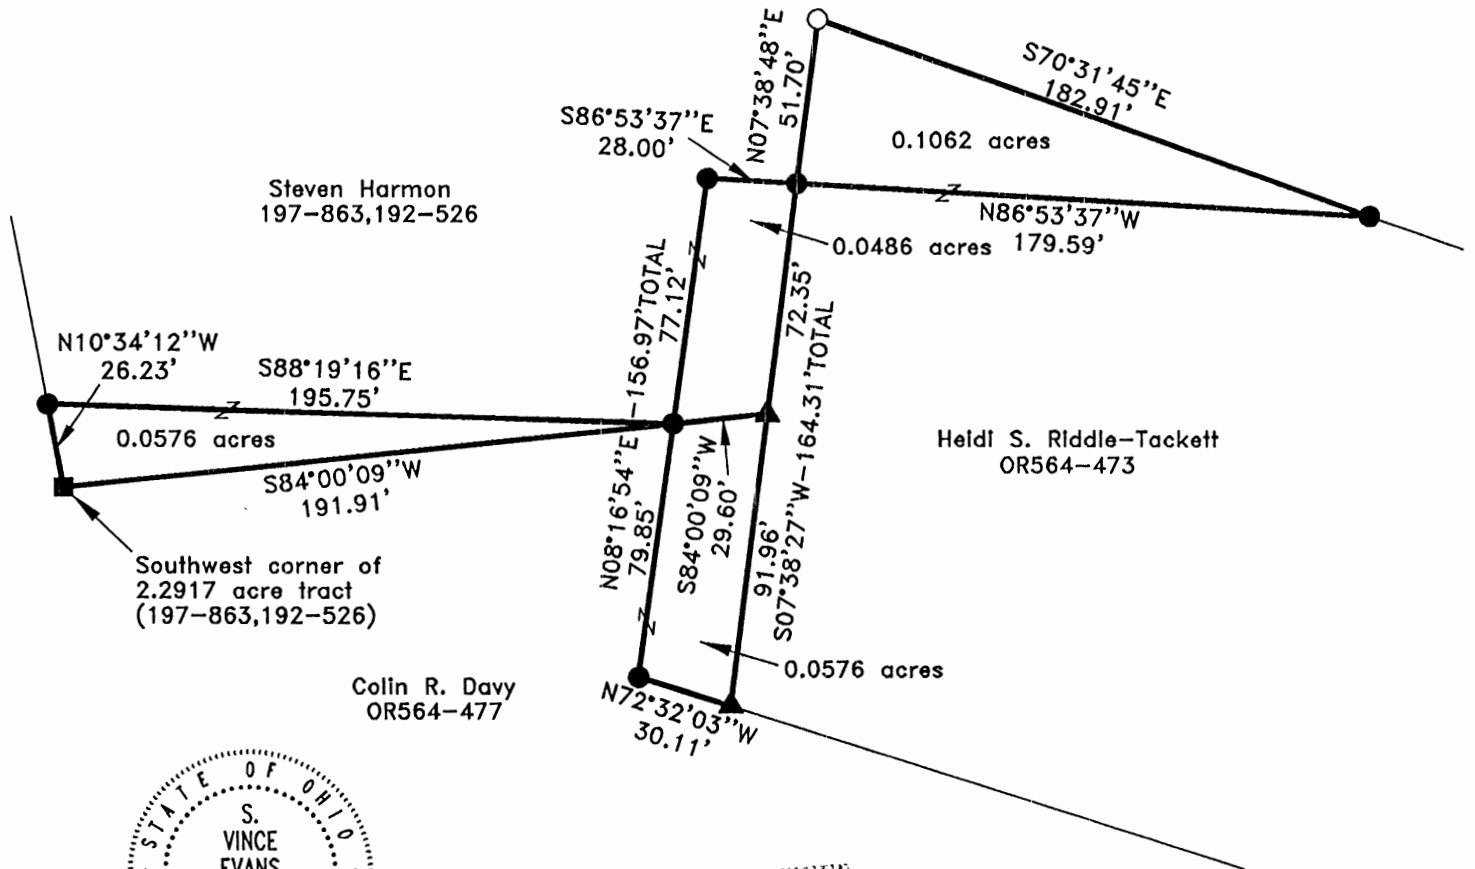 N07°38'48"E
51.70'
S70°31'45"E
182.91'
0.1062 acres
S86°53'37"E
28.00'
N86°53'37"W
179.59'
0.0486 acres
Steven Harmon
197-863,192-526
N10°34'12"W
26.23'
S88°19'16"E
195.75'
0.0576 acres
S84°00'09"W
191.91'
N08°16'54"E-156.97'TOTAL
77.12'
79.85'
72.35'
S07°38'27"W-164.31'TOTAL
91.96'
S84°00'09"W
29.60'
Heidi S. Riddle-Tackett
OR564-473
Southwest corner of
2.2917 acre tract
(197-863,192-526)
0.0576 acres
Colin R. Davy
OR564-477
N72°32'03"W
30.11'
STATE OF OHIO
S.
VINCE
EVANS